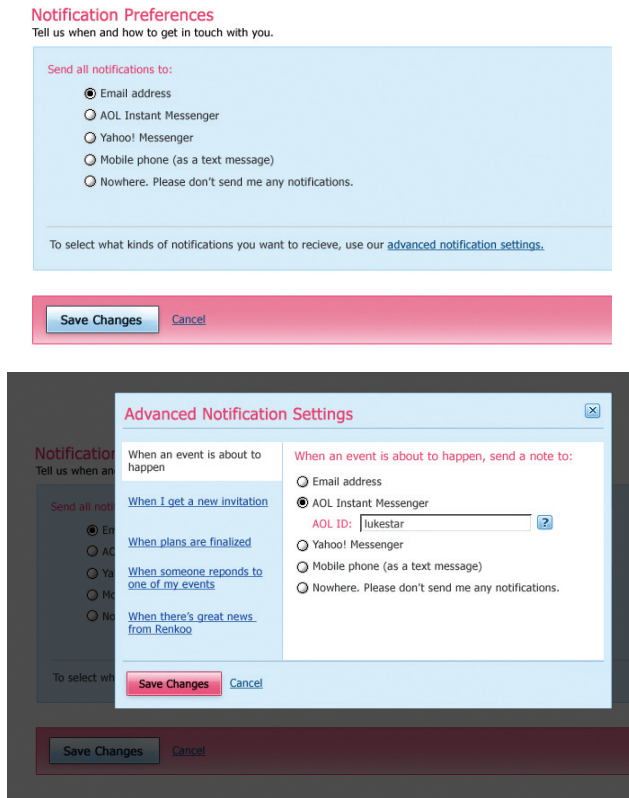 Notification Preferences
Tell us when and how to get in touch with you.
Send all notifications to:
Email address
AOL Instant Messenger
Yahoo! Messenger
Mobile phone (as a text message)
Nowhere. Please don't send me any notifications.
To select what kinds of notifications you want to recieve, use our advanced notification settings.
Save Changes Cancel
Advanced Notification Settings
When an event is about to
happen
When I get a new invitation
When plans are finalized
When someone reponds to
one of my events
When there's great news
from Renkoo
When an event is about to happen, send a note to:
Email address
AOL Instant Messenger
AOL ID: lukestar ?
Yahoo! Messenger
Mobile phone (as a text message)
Nowhere. Please don't send me any notifications.
Save Changes Cancel
Notification
Tell us when an
Send all noti
Em
AO
Ya
Mo
No
To select wh
Save Changes Cancel